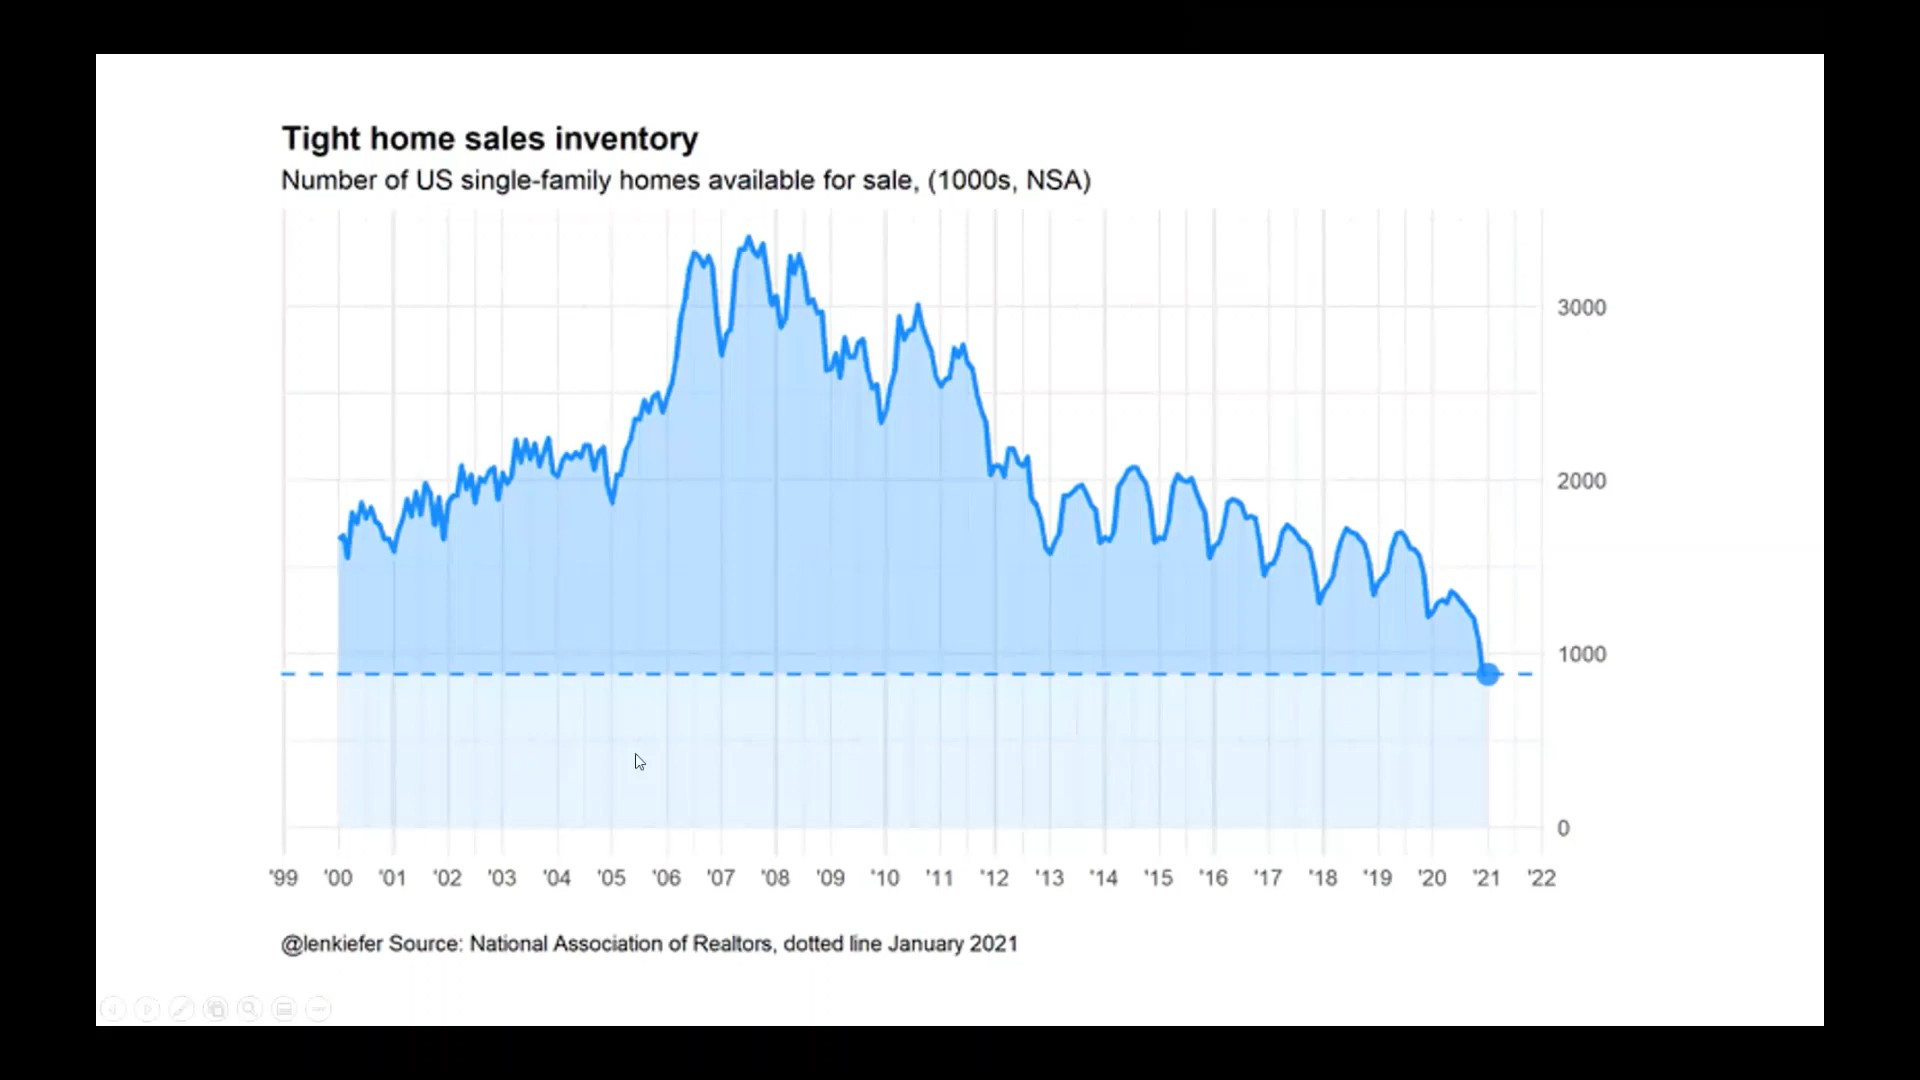 Tight home sales inventory
Number of US single-family homes available for sale, (1000s, NSA)
3000
2000
1000
0
'99 '00 '01 '02 '03 '04 '05 '06 '07 '08 '09 '10 '11 '12 '13 '14 '15 '16 '17 '18 '19 '20 '21 '22
@lenkiefer Source: National Association of Realtors, dotted line January 2021